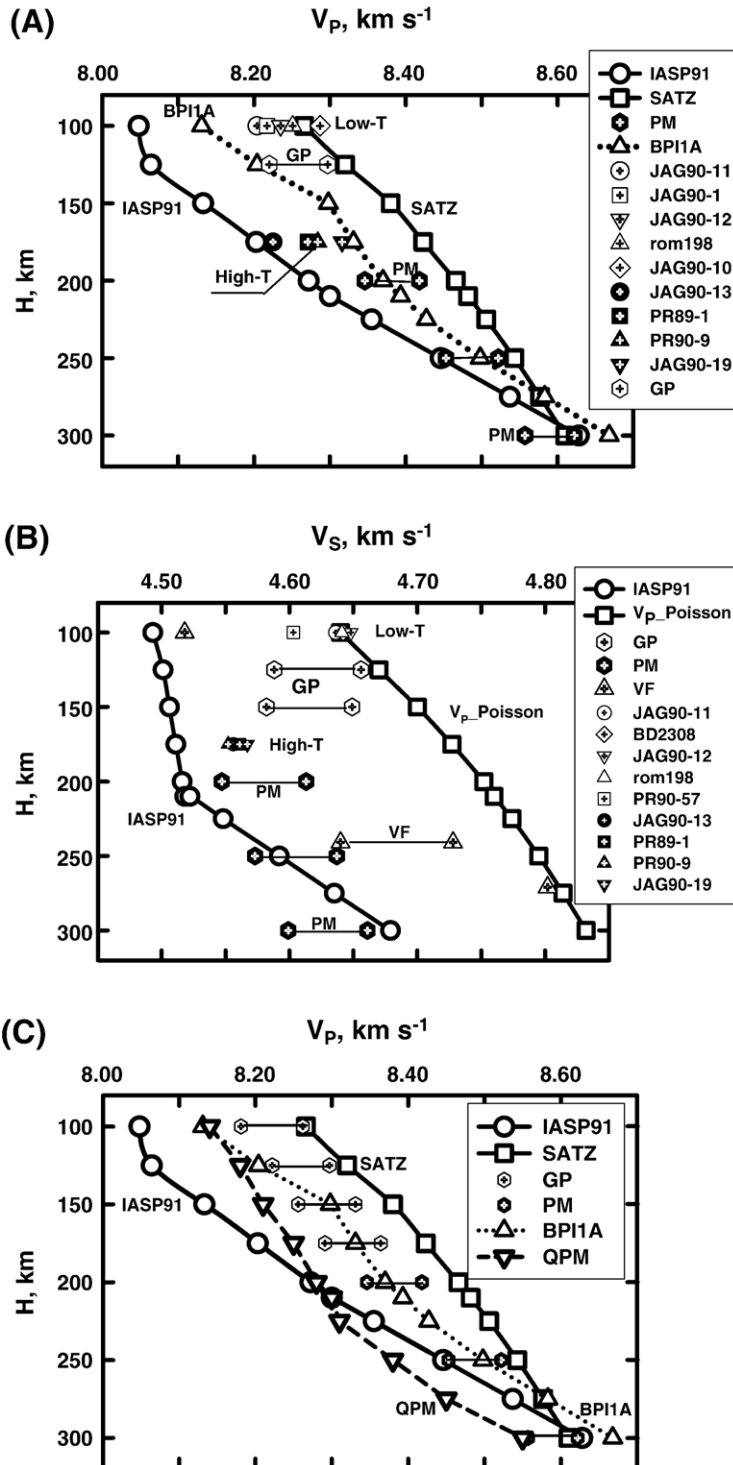 (A)
V_P, km s⁻¹
8.00 8.20 8.40 8.60
100
150
200
250
300
H, km
BPI1A
Low-T
GP
IASP91
SATZ
High-T
PM
PM
IASP91
SATZ
PM
BPI1A
JAG90-11
JAG90-1
JAG90-12
rom198
JAG90-10
JAG90-13
PR89-1
PR90-9
JAG90-19
GP
(B)
V_S, km s⁻¹
4.50 4.60 4.70 4.80
100
150
200
250
300
H, km
Low-T
GP
V_P_Poisson
High-T
PM
IASP91
VF
PM
IASP91
V_P_Poisson
GP
PM
VF
JAG90-11
BD2308
JAG90-12
rom198
PR90-57
JAG90-13
PR89-1
PR90-9
JAG90-19
(C)
V_P, km s⁻¹
8.00 8.20 8.40 8.60
100
150
200
250
300
H, km
SATZ
IASP91
QPM
BPI1A
IASP91
SATZ
GP
PM
BPI1A
QPM